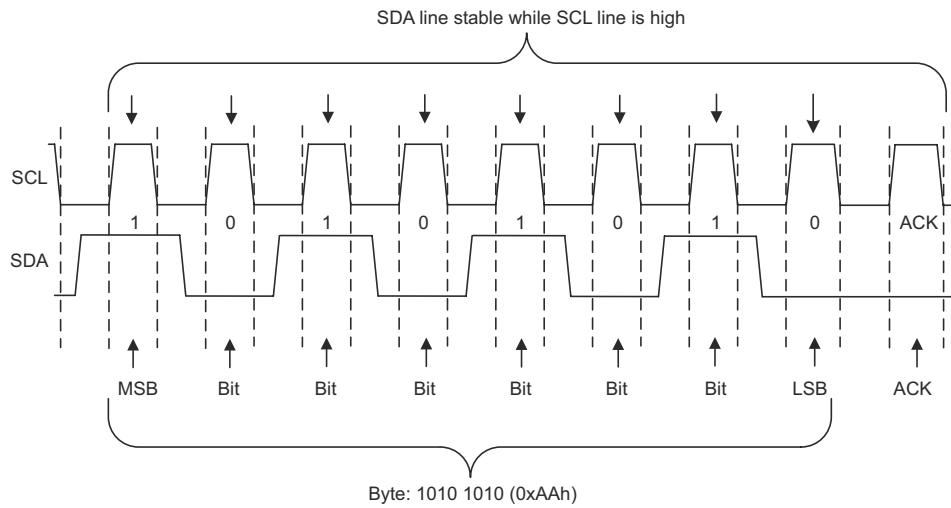 SDA line stable while SCL line is high
SCL
1 0 1 0 1 0 1 0 ACK
SDA
MSB Bit Bit Bit Bit Bit Bit LSB ACK
Byte: 1010 1010 (0xAAh)